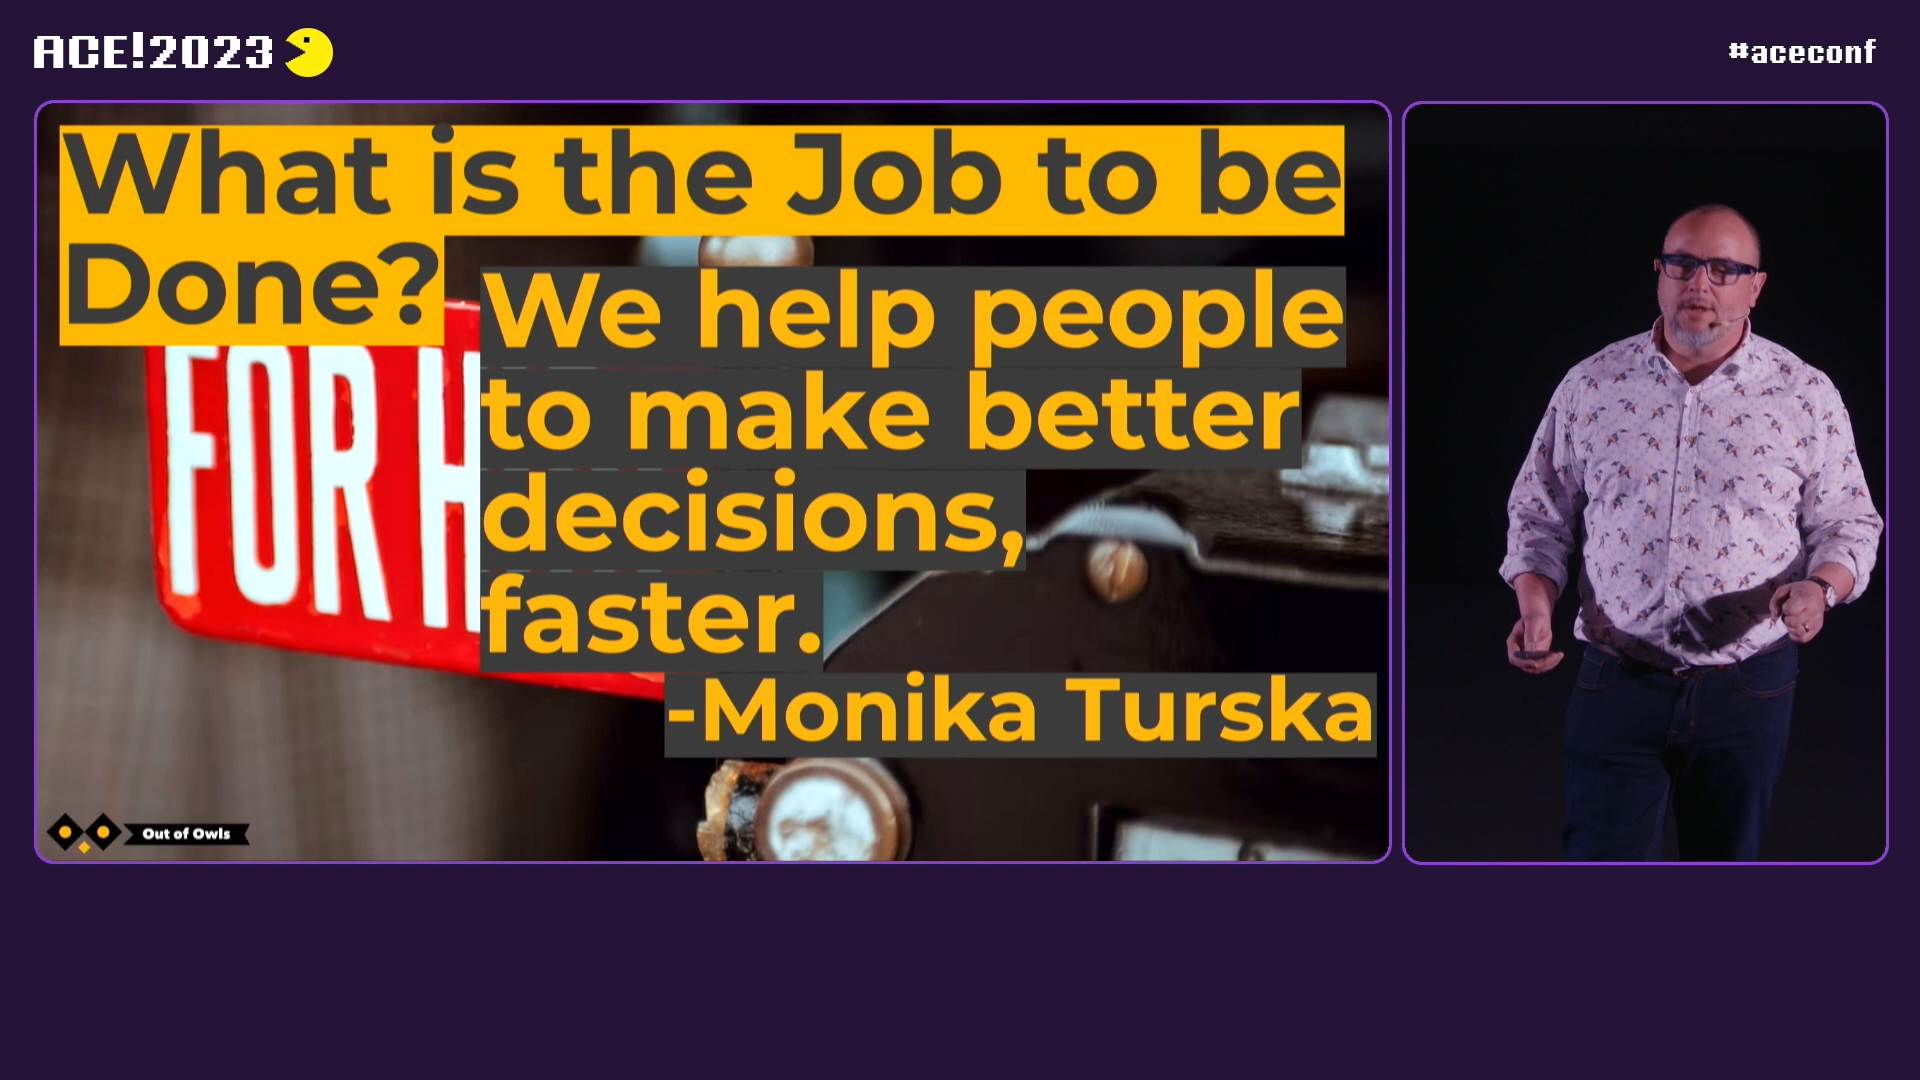 ACE!2023
#aceconf
What is the Job to be
Done?
We help people
to make better
decisions,
faster.
-Monika Turska
FOR H
Out of Owls